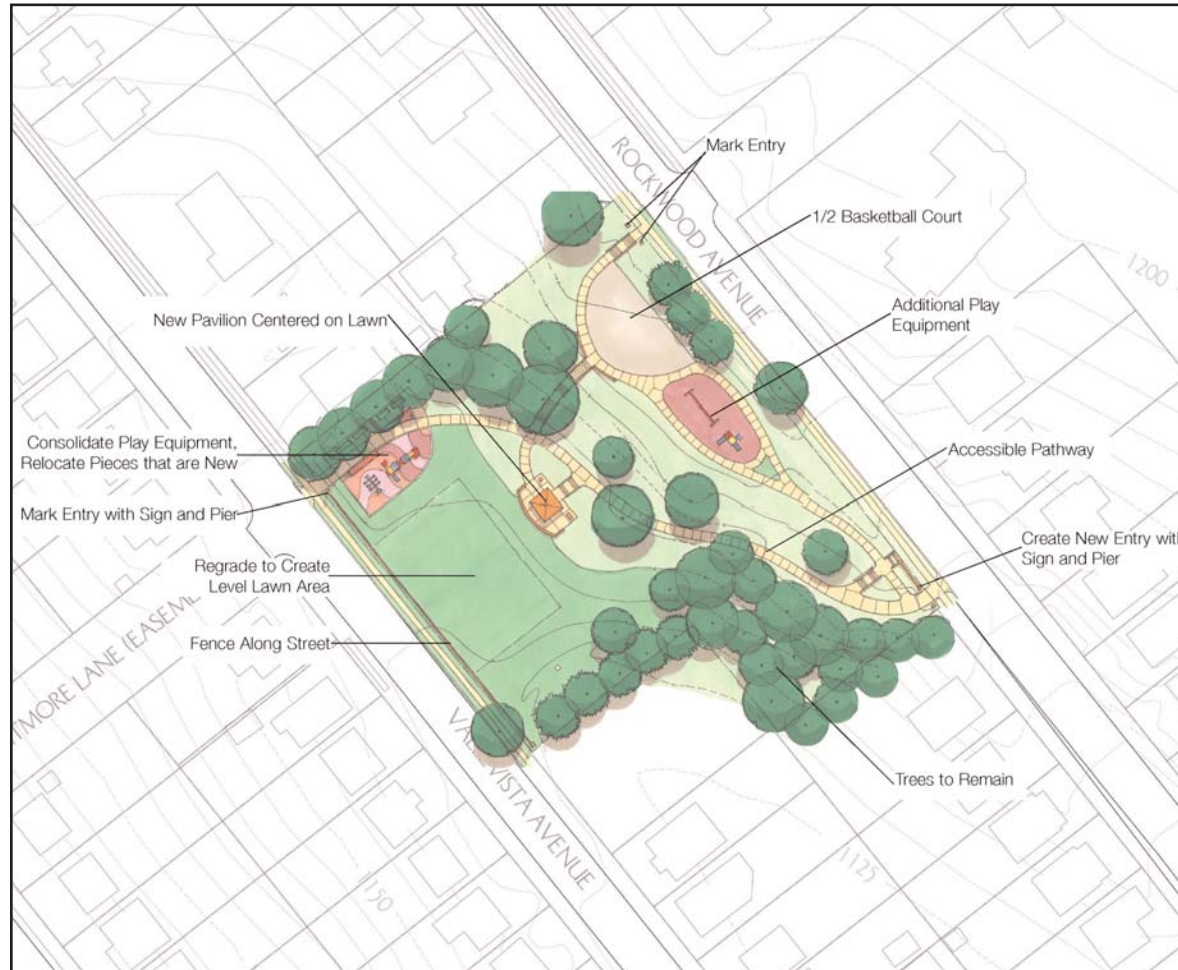 Mark Entry
ROCKWOOD AVENUE
1/2 Basketball Court
1200
Additional Play
Equipment
New Pavilion Centered on Lawn
Accessible Pathway
Consolidate Play Equipment,
Relocate Pieces that are New
Mark Entry with Sign and Pier
Create New Entry with
Sign and Pier
Regrade to Create
Level Lawn Area
TMORE LANE (EASEME
Fence Along Street
VISTA AVENUE
Trees to Remain
1125
1150